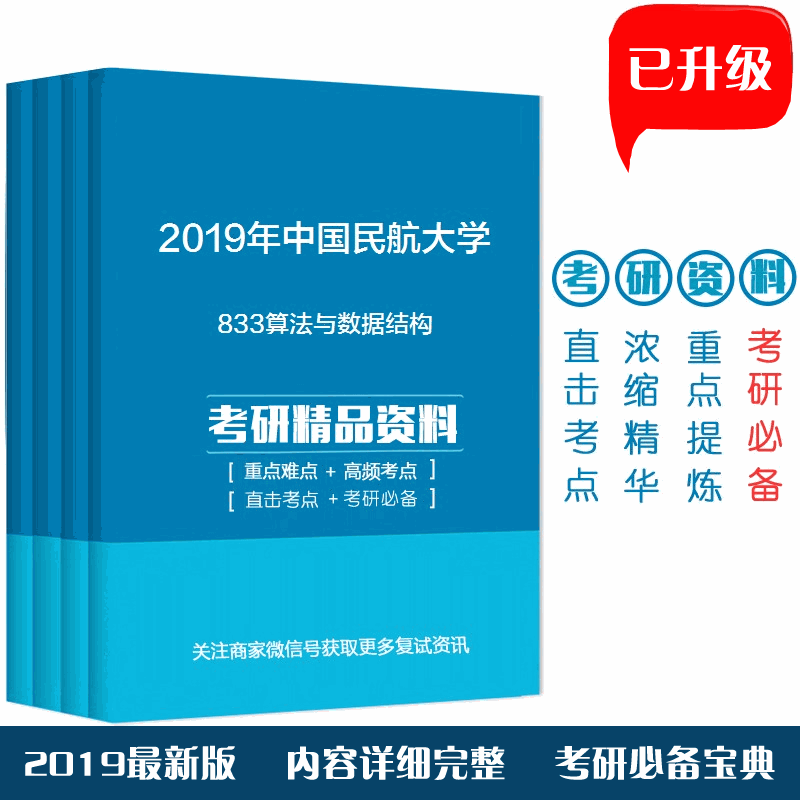 已升级
2019年中国民航大学
833算法与数据结构
考研精品资料
[ 重点难点 + 高频考点 ]
[ 直击考点 + 考研必备 ]
关注商家微信号获取更多复试资讯
考研资料
直击考点
浓缩精华
重点提炼
考研必备
2019最新版 内容详细完整 考研必备宝典